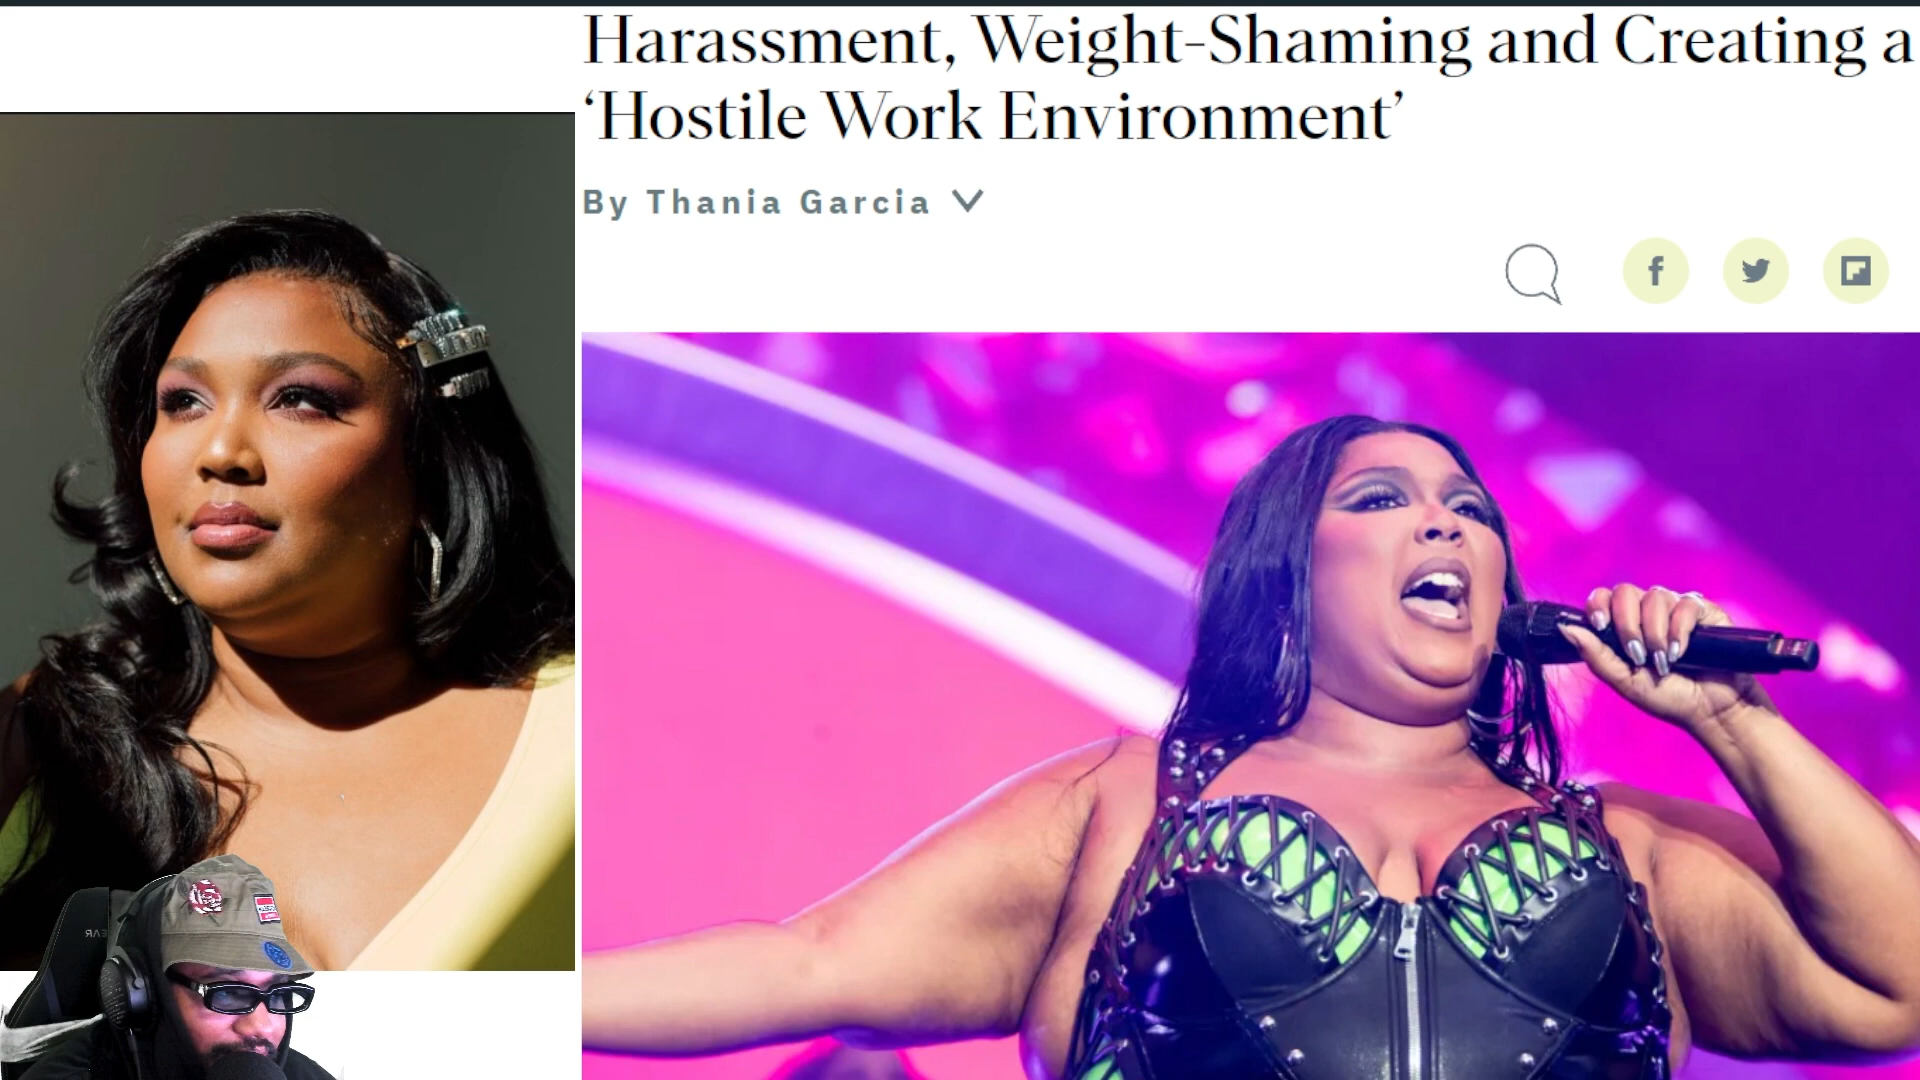 Harassment, Weight-Shaming and Creating a
‘Hostile Work Environment’
By Thania Garcia